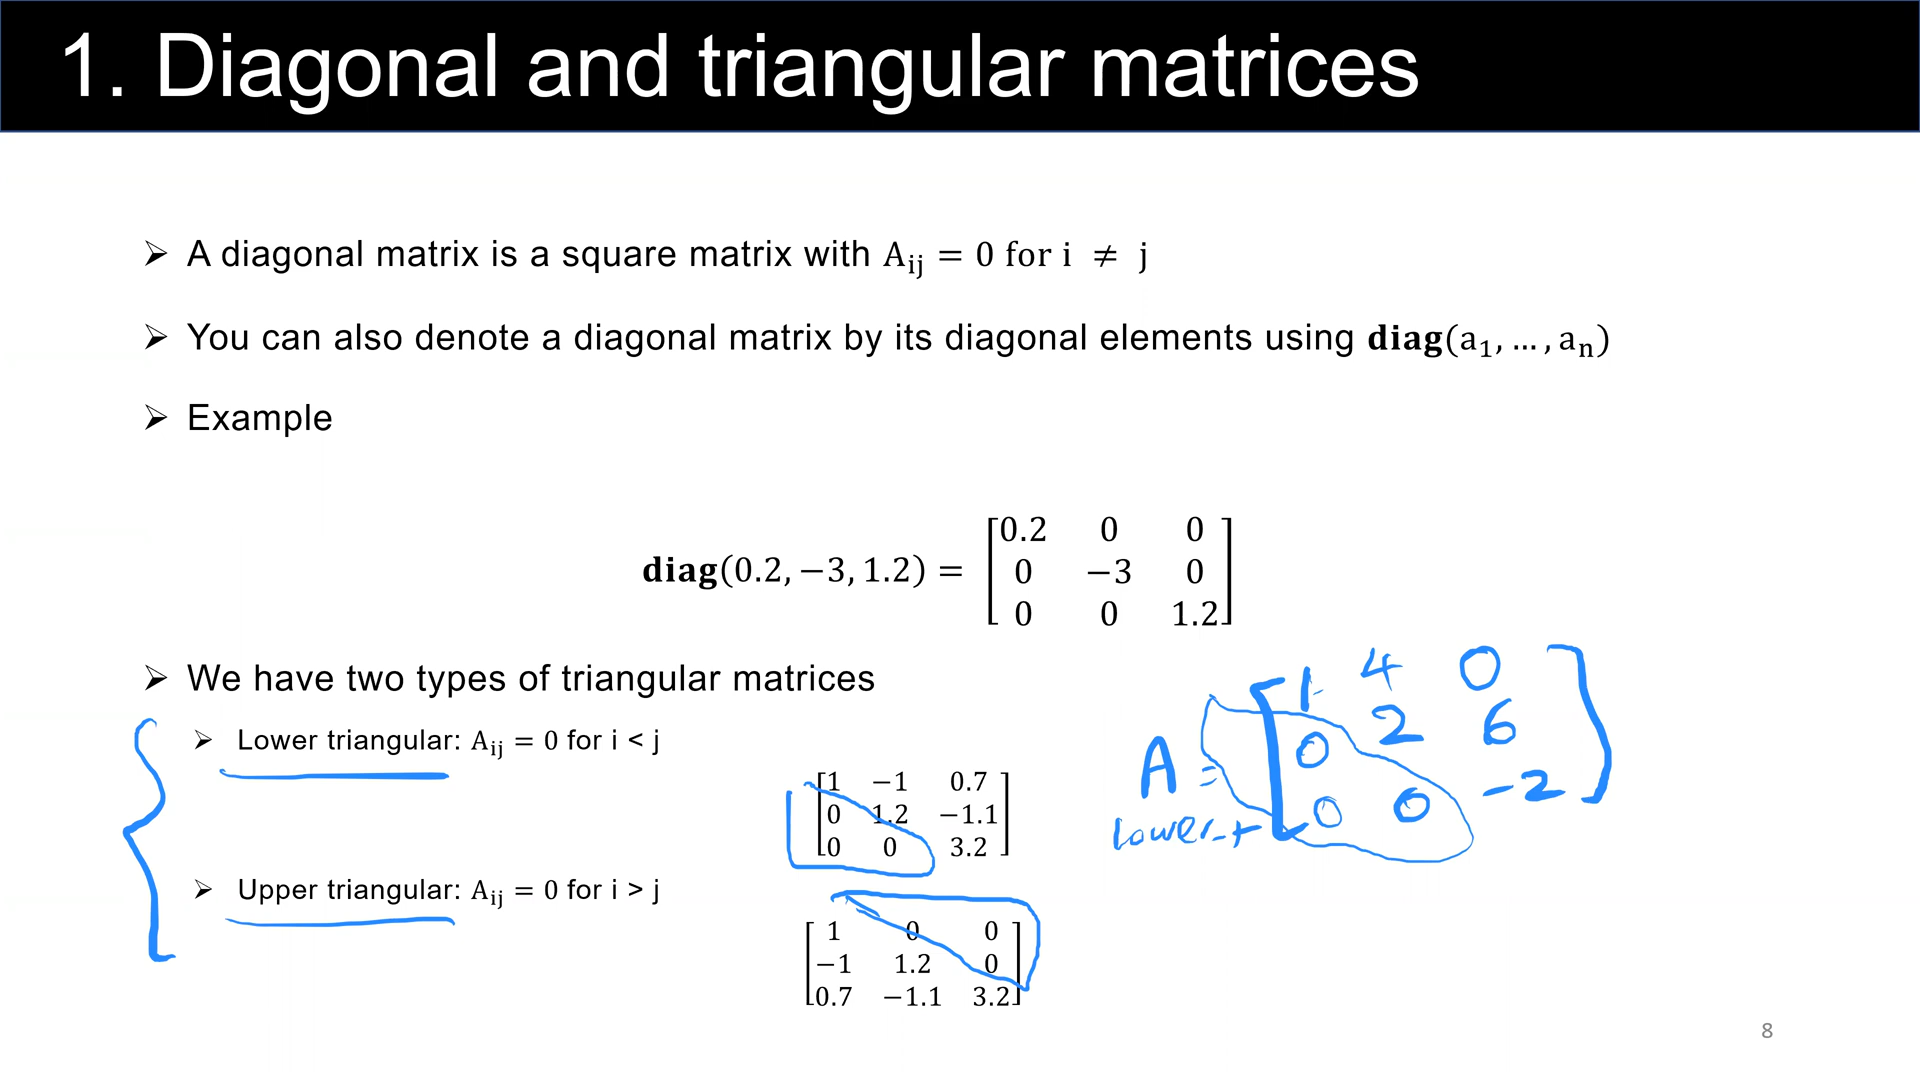 1. Diagonal and triangular matrices
➢ A diagonal matrix is a square matrix with Aij = 0 for i ≠ j
➢ You can also denote a diagonal matrix by its diagonal elements using diag(a1, … , an)
➢ Example
diag(0.2, −3, 1.2) =
0.2 0 0
0 −3 0
0 0 1.2
➢ We have two types of triangular matrices
➢ Lower triangular: Aij = 0 for i < j
1 −1 0.7
0 1.2 −1.1
0 0 3.2
➢ Upper triangular: Aij = 0 for i > j
1 0 0
−1 1.2 0
0.7 −1.1 3.2
A =
1 4 0
0 2 6
0 0 -2
Lower-t
8